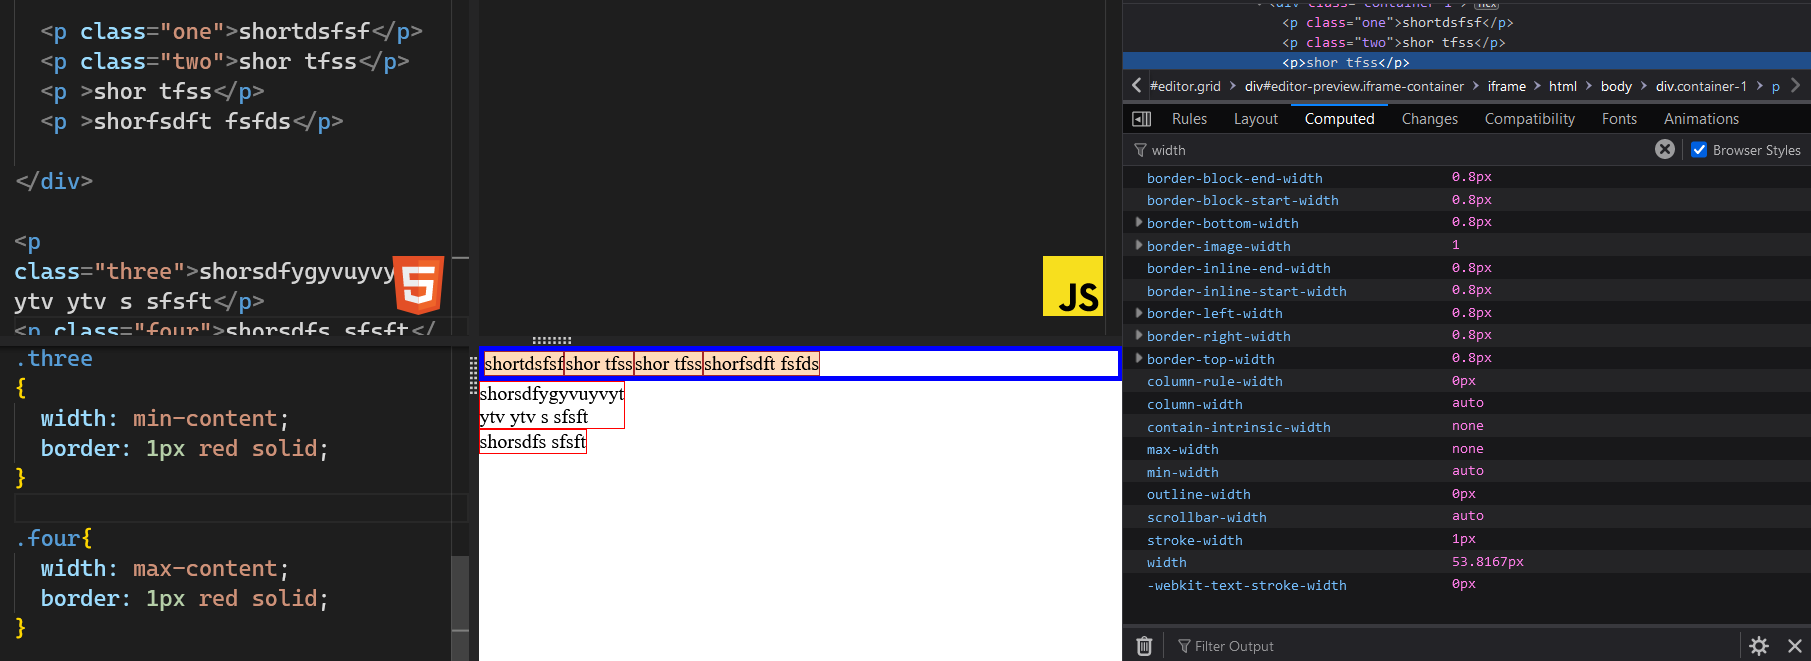 <p class="one">shortdsfsf</p>
<p class="two">shor tfss</p>
<p >shor tfss</p>
<p >shorfsdft fsfds</p>
</div>
<p
class="three">shorsdfygyvuyvy
ytv ytv s sfsft</p>
<p class="four">shorsdfs sfsft</
.three
{
width: min-content;
border: 1px red solid;
}
.four{
width: max-content;
border: 1px red solid;
}
JS
shortdsfsf shor tfss shor tfss shorfsdft fsfds
shorsdfygyvuyvyt
ytv ytv s sfsft
shorsdfs sfsft
<div class="container-1"> flex
<p class="one">shortdsfsf</p>
<p class="two">shor tfss</p>
<p>shor tfss</p>
#editor.grid > div#editor-preview.iframe-container > iframe > html > body > div.container-1 > p
Rules Layout Computed Changes Compatibility Fonts Animations
width Browser Styles
border-block-end-width 0.8px
border-block-start-width 0.8px
border-bottom-width 0.8px
border-image-width 1
border-inline-end-width 0.8px
border-inline-start-width 0.8px
border-left-width 0.8px
border-right-width 0.8px
border-top-width 0.8px
column-rule-width 0px
column-width auto
contain-intrinsic-width none
max-width none
min-width auto
outline-width 0px
scrollbar-width auto
stroke-width 1px
width 53.8167px
-webkit-text-stroke-width 0px
Filter Output